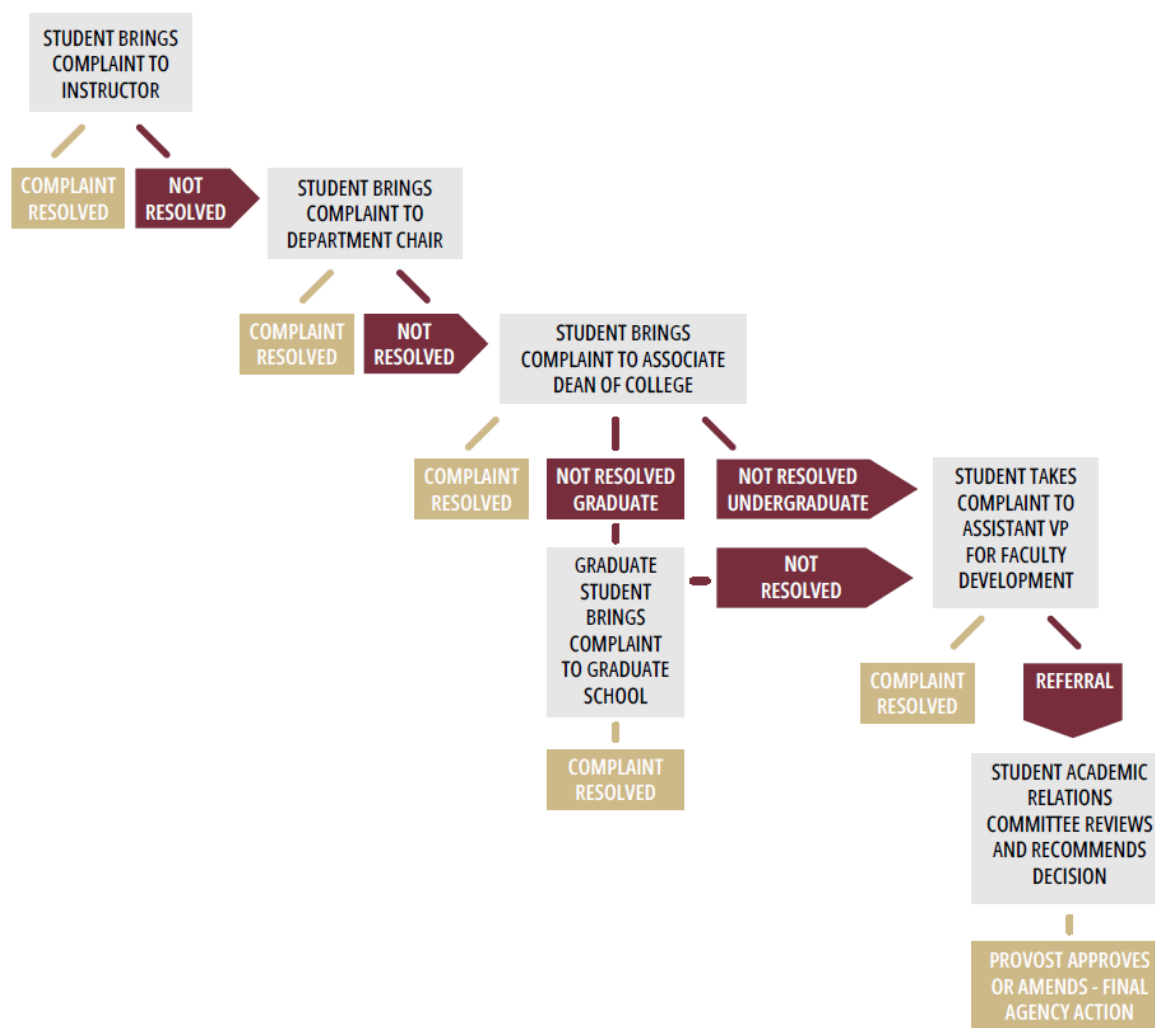 STUDENT BRINGS
COMPLAINT TO
INSTRUCTOR
COMPLAINT
RESOLVED
NOT
RESOLVED
STUDENT BRINGS
COMPLAINT TO
DEPARTMENT CHAIR
COMPLAINT
RESOLVED
NOT
RESOLVED
STUDENT BRINGS
COMPLAINT TO ASSOCIATE
DEAN OF COLLEGE
COMPLAINT
RESOLVED
NOT RESOLVED
GRADUATE
NOT RESOLVED
UNDERGRADUATE
STUDENT TAKES
COMPLAINT TO
ASSISTANT VP
FOR FACULTY
DEVELOPMENT
GRADUATE
STUDENT
BRINGS
COMPLAINT
TO GRADUATE
SCHOOL
NOT
RESOLVED
COMPLAINT
RESOLVED
COMPLAINT
RESOLVED
REFERRAL
STUDENT ACADEMIC
RELATIONS
COMMITTEE REVIEWS
AND RECOMMENDS
DECISION
PROVOST APPROVES
OR AMENDS - FINAL
AGENCY ACTION